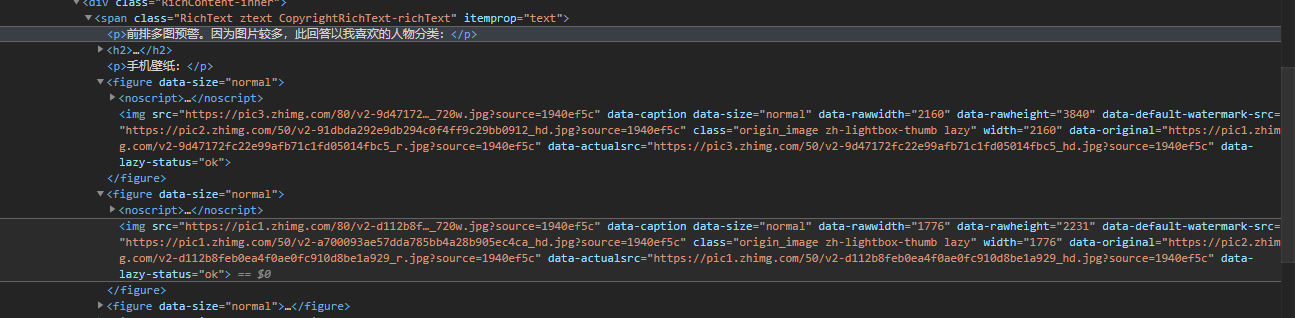 <div class="RichContent-inner">
<span class="RichText ztext CopyrightRichText-richText" itemprop="text">
<p>前排多图预警。因为图片较多，此回答以我喜欢的人物分类：</p>
<h2>…</h2>
<p>手机壁纸：</p>
<figure data-size="normal">
<noscript>…</noscript>
<img src="https://pic3.zhimg.com/80/v2-9d47172…_720w.jpg?source=1940ef5c" data-caption data-size="normal" data-rawwidth="2160" data-rawheight="3840" data-default-watermark-src=
"https://pic2.zhimg.com/50/v2-91dbda292e9db294c0f4ff9c29bb0912_hd.jpg?source=1940ef5c" class="origin_image zh-lightbox-thumb lazy" width="2160" data-original="https://pic1.zhim
g.com/v2-9d47172fc22e99afb71c1fd05014fbc5_r.jpg?source=1940ef5c" data-actualsrc="https://pic3.zhimg.com/50/v2-9d47172fc22e99afb71c1fd05014fbc5_hd.jpg?source=1940ef5c" data-
lazy-status="ok">
</figure>
<figure data-size="normal">
<noscript>…</noscript>
<img src="https://pic1.zhimg.com/80/v2-d112b8f…_720w.jpg?source=1940ef5c" data-caption data-size="normal" data-rawwidth="1776" data-rawheight="2231" data-default-watermark-src=
"https://pic1.zhimg.com/50/v2-a700093ae57dda785bb4a28b905ec4ca_hd.jpg?source=1940ef5c" class="origin_image zh-lightbox-thumb lazy" width="1776" data-original="https://pic2.zhim
g.com/v2-d112b8feb0ea4f0ae0fc910d8be1a929_r.jpg?source=1940ef5c" data-actualsrc="https://pic1.zhimg.com/50/v2-d112b8feb0ea4f0ae0fc910d8be1a929_hd.jpg?source=1940ef5c" data-
lazy-status="ok"> == $0
</figure>
<figure data-size="normal">…</figure>